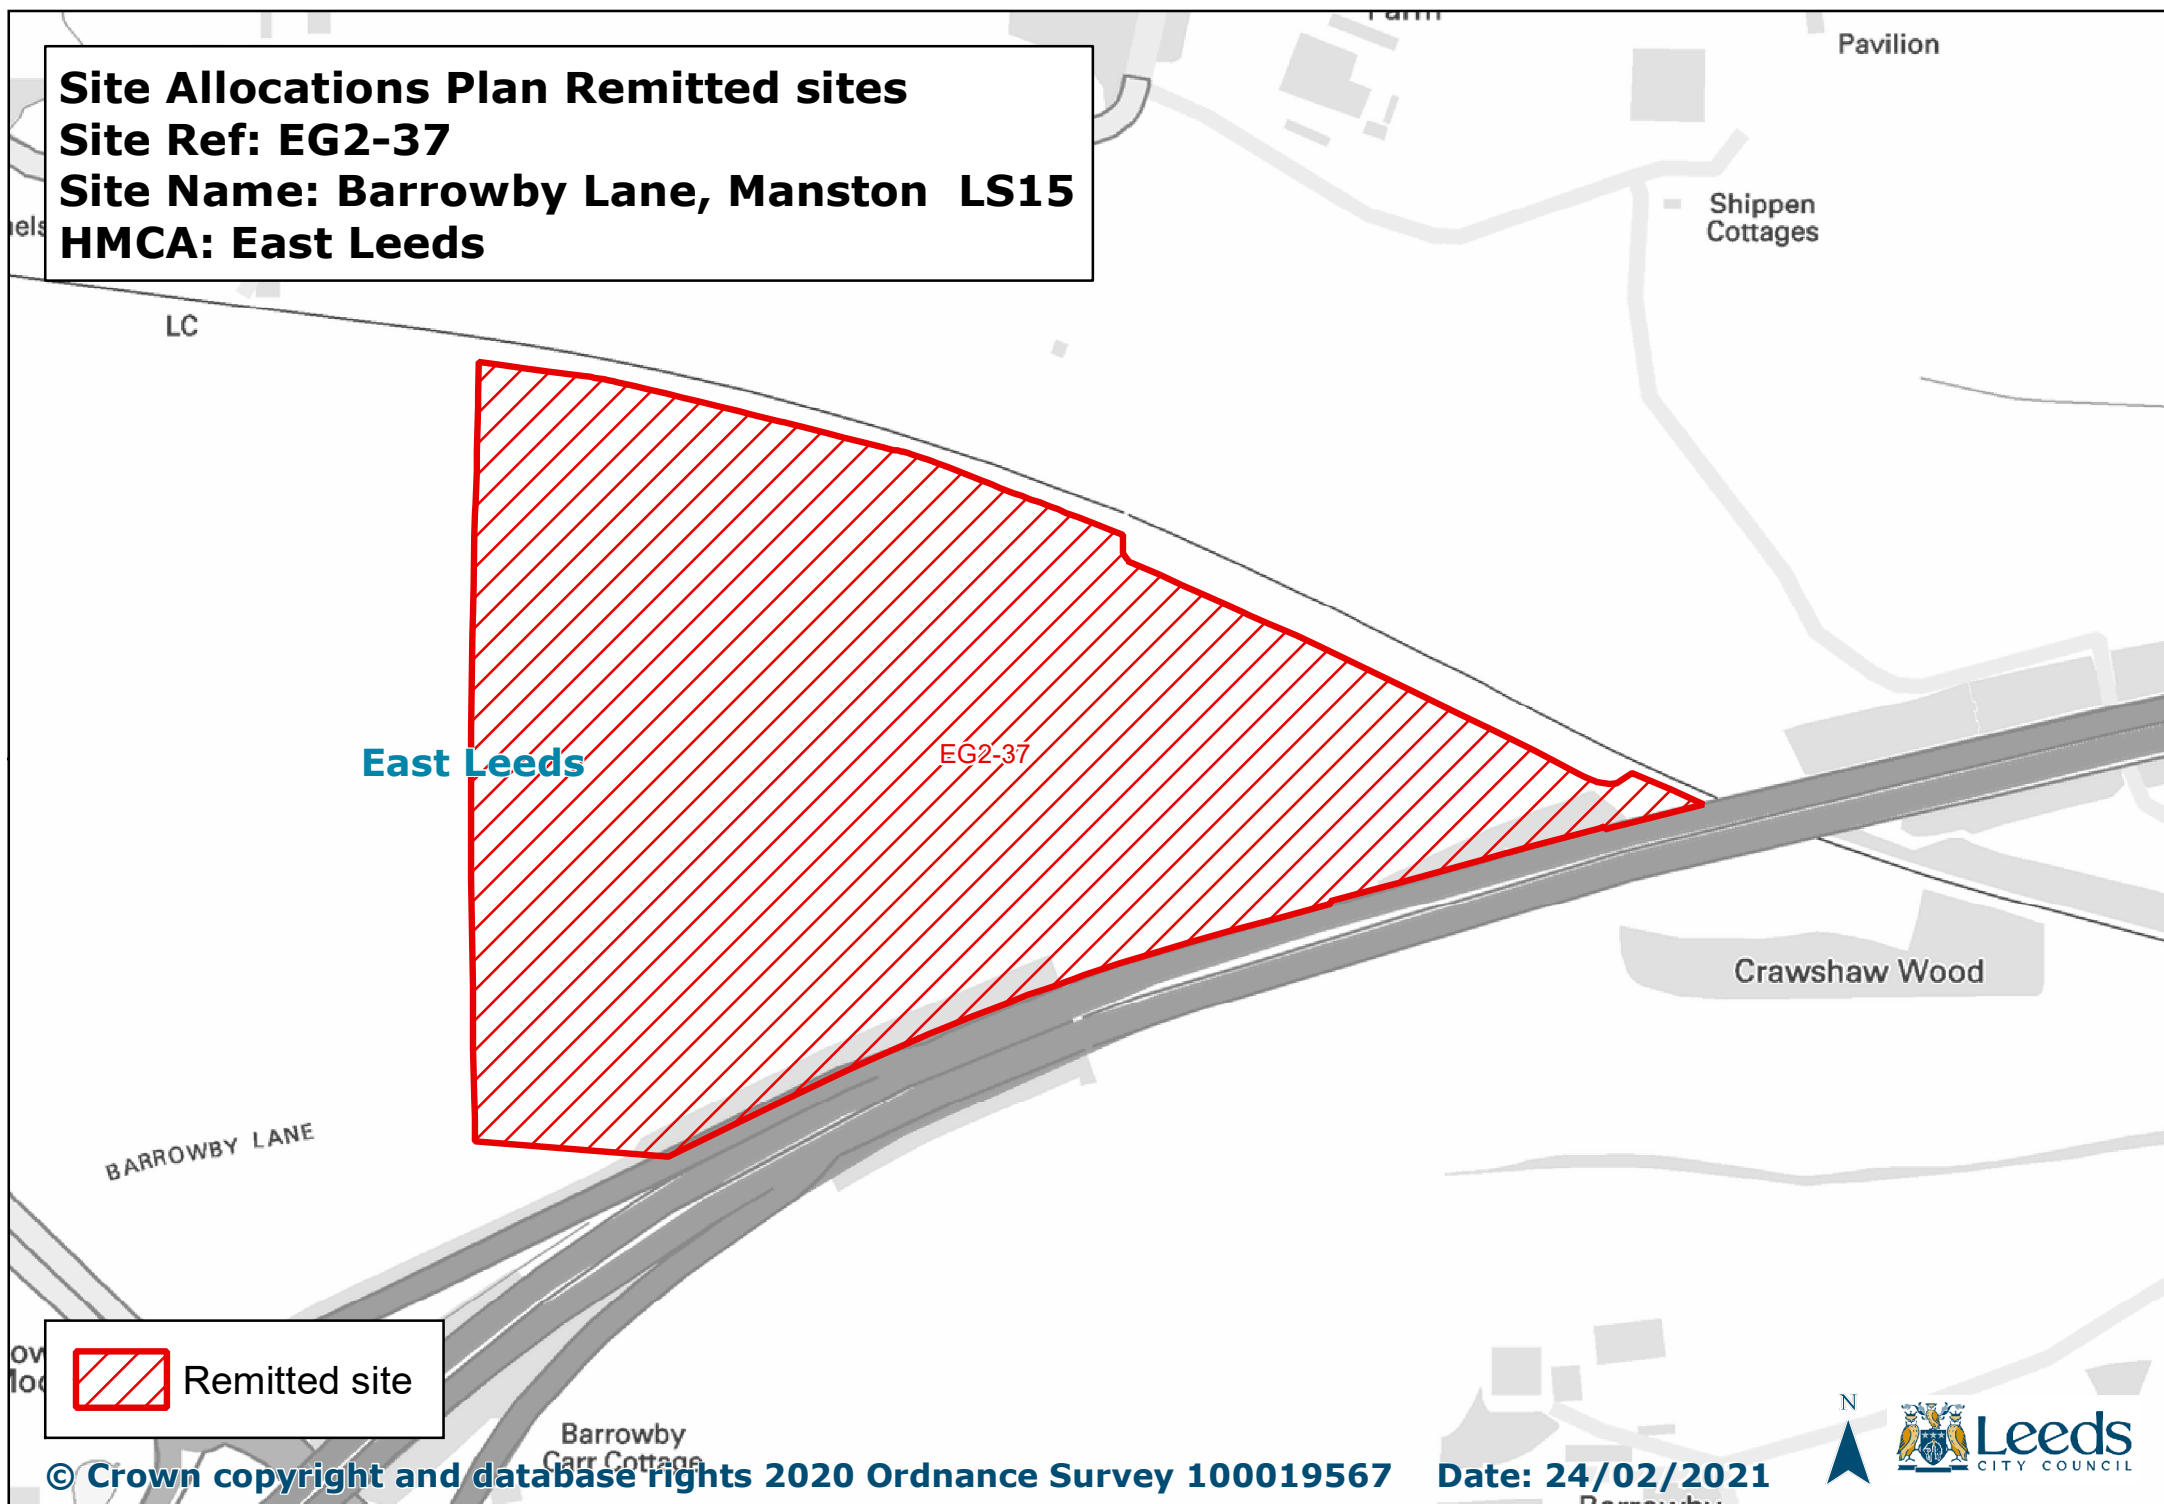 Site Allocations Plan Remitted sites
Site Ref: EG2-37
Site Name: Barrowby Lane, Manston LS15
HMCA: East Leeds
Pavilion
Shippen
Cottages
LC
East Leeds
EG2-37
Crawshaw Wood
BARROWBY LANE
Remitted site
Barrowby
Carr Cottage
N
Leeds
CITY COUNCIL
© Crown copyright and database rights 2020 Ordnance Survey 100019567 Date: 24/02/2021